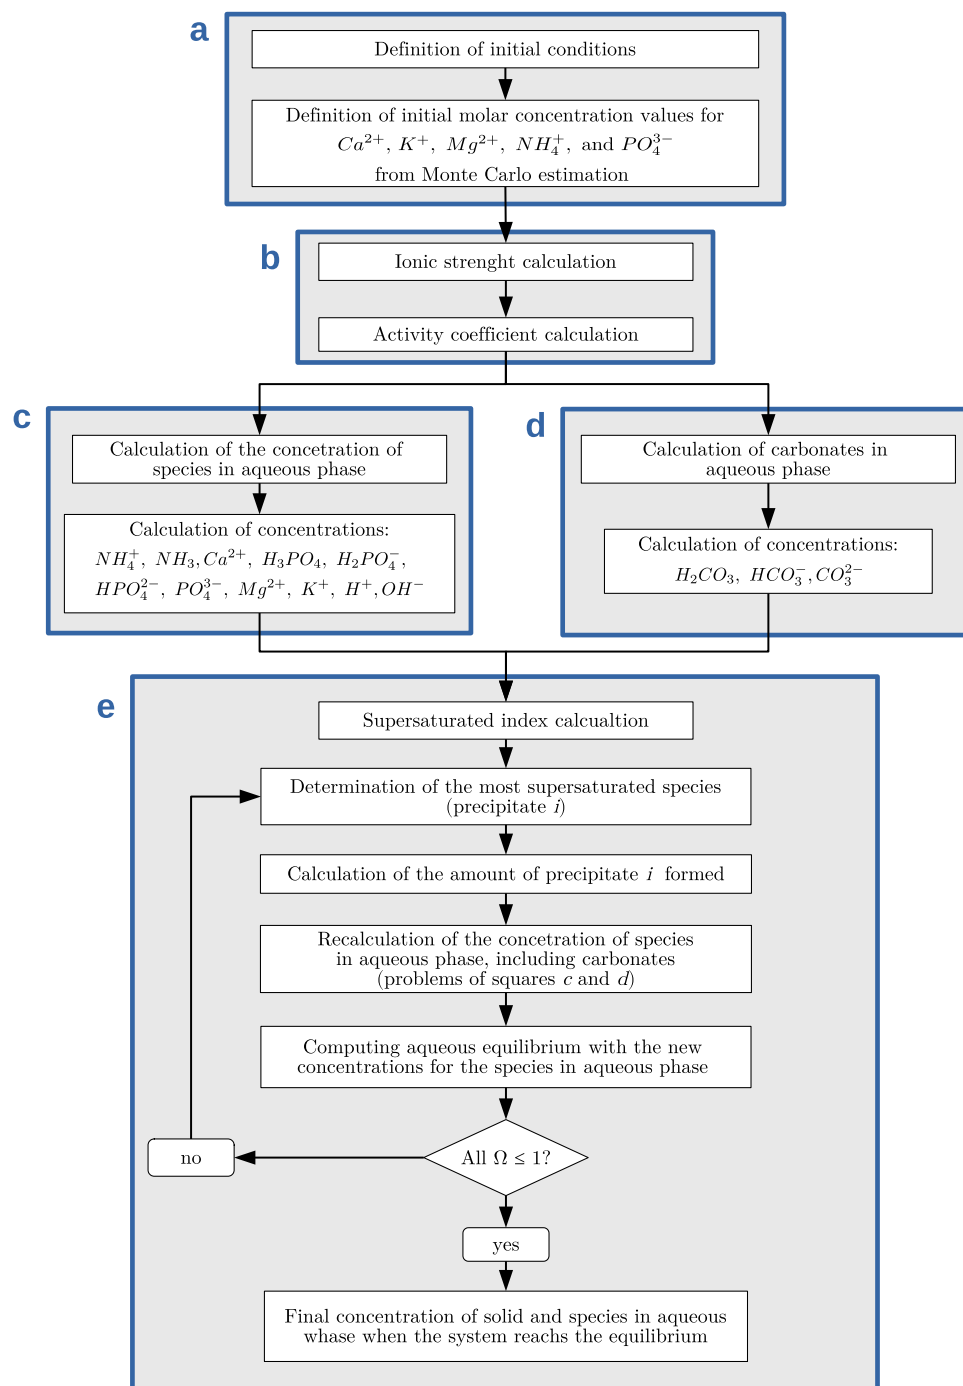 a
Definition of initial conditions
Definition of initial molar concentration values for
Ca²⁺, K⁺, Mg²⁺, NH₄⁺, and PO₄³⁻
from Monte Carlo estimation
b
Ionic strenght calculation
Activity coefficient calculation
c
Calculation of the concetration of
species in aqueous phase
Calculation of concentrations:
NH₄⁺, NH₃, Ca²⁺, H₃PO₄, H₂PO₄⁻,
HPO₄²⁻, PO₄³⁻, Mg²⁺, K⁺, H⁺, OH⁻
d
Calculation of carbonates in
aqueous phase
Calculation of concentrations:
H₂CO₃, HCO₃⁻, CO₃²⁻
e
Supersaturated index calcualtion
Determination of the most supersaturated species
(precipitate i)
Calculation of the amount of precipitate i formed
Recalculation of the concetration of species
in aqueous phase, including carbonates
(problems of squares c and d)
Computing aqueous equilibrium with the new
concentrations for the species in aqueous phase
All Ω ≤ 1?
no
yes
Final concentration of solid and species in aqueous
whase when the system reachs the equilibrium